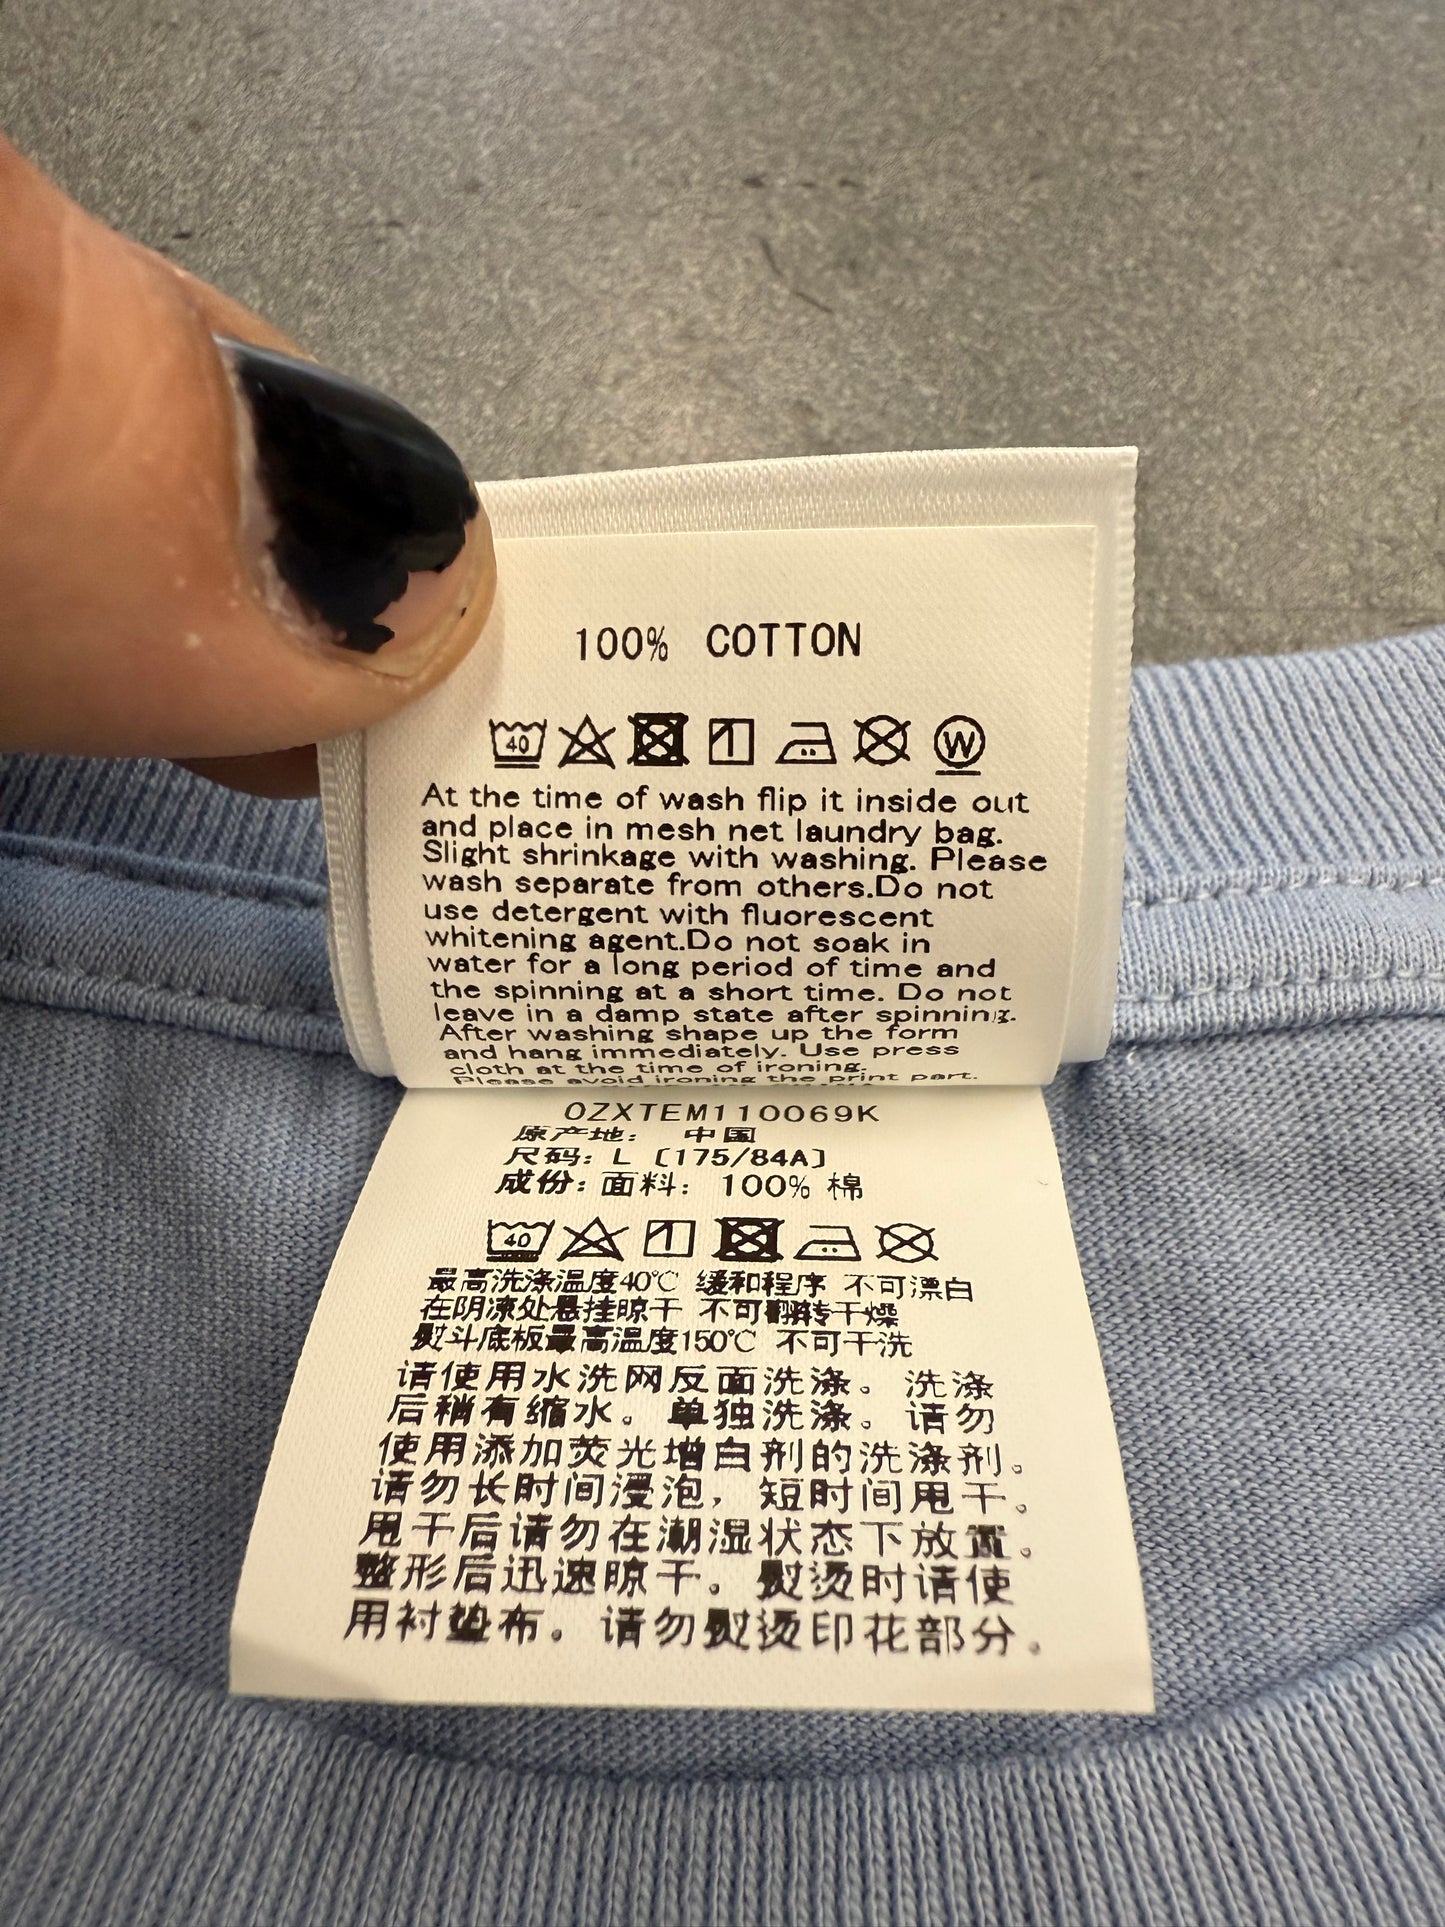 100% COTTON
40 W
At the time of wash flip it inside out
and place in mesh net laundry bag.
Slight shrinkage with washing. Please
wash separate from others.Do not
use detergent with fluorescent
whitening agent.Do not soak in
water for a long period of time and
the spinning at a short time. Do not
leave in a damp state after spinning.
After washing shape up the form
and hang immediately. Use press
cloth at the time of ironing.
Please avoid ironing the print part.
OZXTEM110069K
原产地: 中国
尺码: L (175/84A)
成份: 面料: 100% 棉
40
最高洗涤温度40℃ 缓和程序 不可漂白
在阴凉处悬挂晾干 不可翻转干燥
熨斗底板最高温度150℃ 不可干洗
请使用水洗网反面洗涤。洗涤
后稍有缩水。单独洗涤。请勿
使用添加荧光增白剂的洗涤剂。
请勿长时间浸泡，短时间甩干。
甩干后请勿在潮湿状态下放置。
整形后迅速晾干。熨烫时请使
用衬垫布。请勿熨烫印花部分。